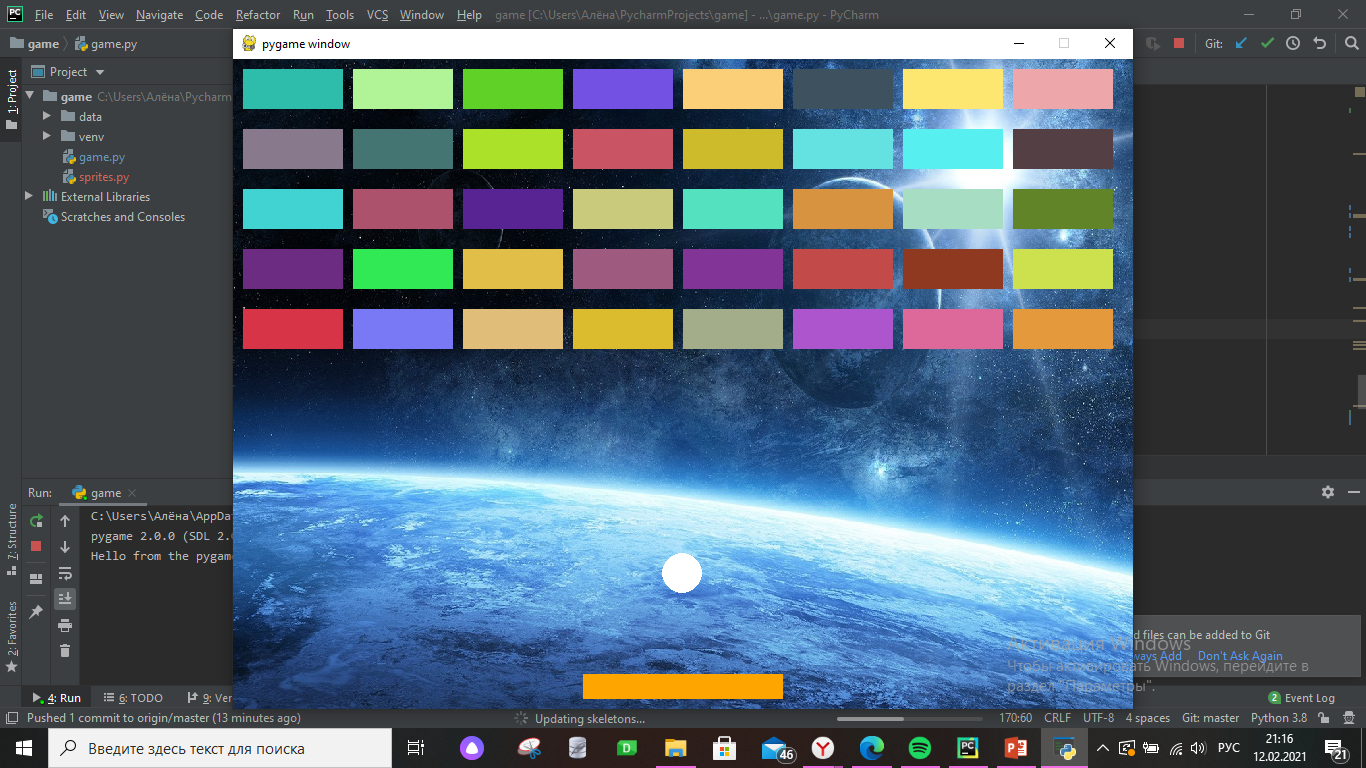 File Edit View Navigate Code Refactor Run Tools VCS Window Help game [C:\Users\Алёна\PycharmProjects\game] - ...\game.py - PyCharm
game game.py
pygame window
Git:
1: Project
Project
game C:\Users\Алёна\Pycharm
data
venv
game.py
sprites.py
External Libraries
Scratches and Consoles
Run: game
C:\Users\Алёна\AppDa
pygame 2.0.0 (SDL 2.
Hello from the pygame
7: Structure
2: Favorites
d files can be added to Git
ways Add Don't Ask Again
Активация Windows
Чтобы активировать Windows, перейдите в
раздел "Параметры".
4: Run 6: TODO 9: Ver
2 Event Log
Pushed 1 commit to origin/master (13 minutes ago) Updating skeletons... 170:60 CRLF UTF-8 4 spaces Git: master Python 3.8
Введите здесь текст для поиска
46
РУС
21:16
12.02.2021
21